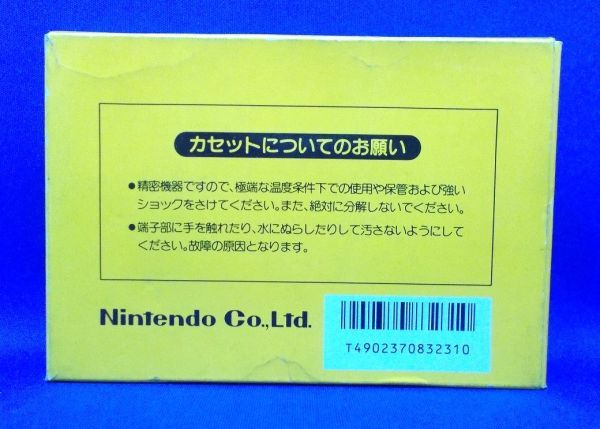 カセットについてのお願い
●精密機器ですので、極端な温度条件下での使用や保管および強い
ショックをさけてください。また、絶対に分解しないでください。
●端子部に手を触れたり、水にぬらしたりして汚さないようにして
ください。故障の原因となります。
Nintendo Co.,Ltd.
T4902370832310